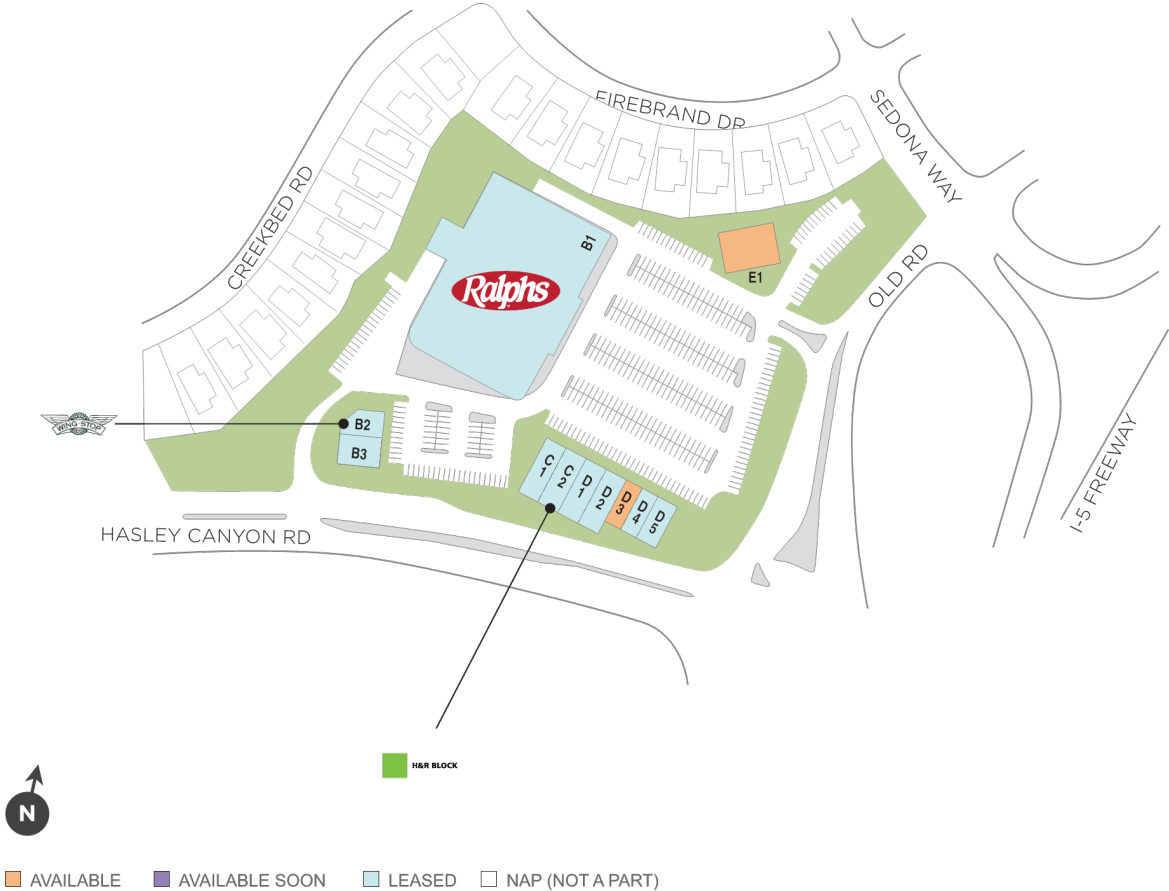 FIREBRAND DR
SEDONA WAY
CREEKBED RD
B1
Ralphs
E1
OLD RD
WING·STOP
B2
B3
C1
C2
D1
D2
D3
D4
D5
I-5 FREEWAY
HASLEY CANYON RD
H&R BLOCK
N
AVAILABLE
AVAILABLE SOON
LEASED
NAP (NOT A PART)